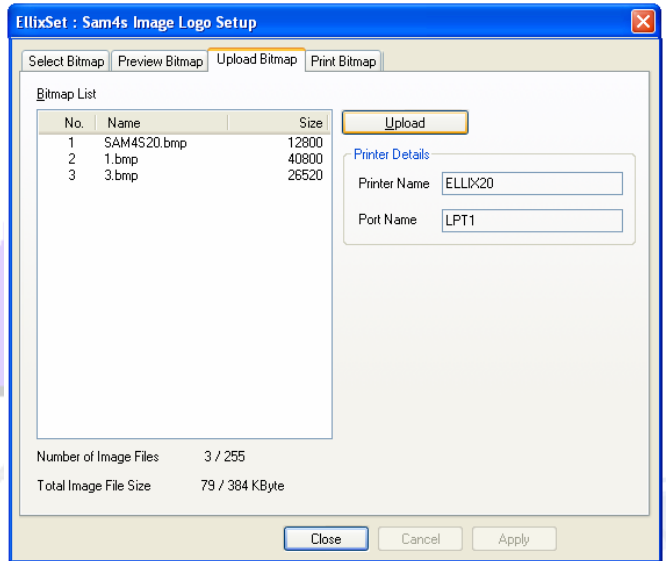 EllixSet : Sam4s Image Logo Setup
Select Bitmap Preview Bitmap Upload Bitmap Print Bitmap
Bitmap List
No. Name Size
1 SAM4S20.bmp 12800
2 1.bmp 40800
3 3.bmp 26520
Upload
Printer Details
Printer Name ELLIX20
Port Name LPT1
Number of Image Files 3 / 255
Total Image File Size 79 / 384 KByte
Close Cancel Apply